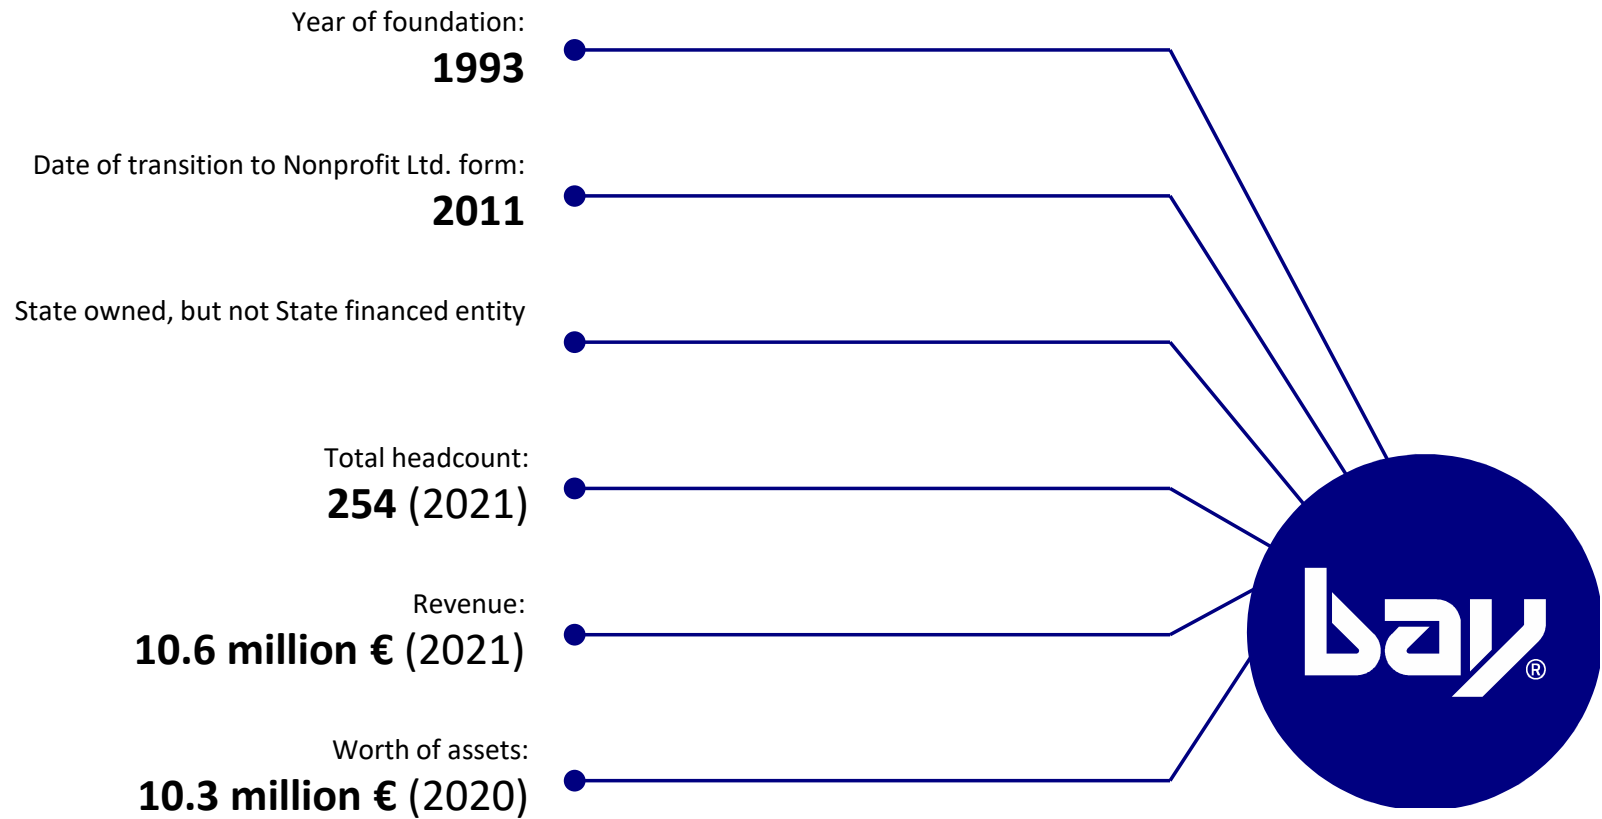 Year of foundation:
1993
Date of transition to Nonprofit Ltd. form:
2011
State owned, but not State financed entity
Total headcount:
254 (2021)
Revenue:
10.6 million € (2021)
Worth of assets:
10.3 million € (2020)
bay®